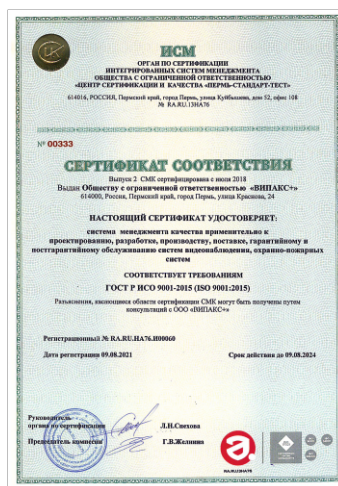 ИСМ
ОРГАН ПО СЕРТИФИКАЦИИ
ИНТЕГРИРОВАННЫХ СИСТЕМ МЕНЕДЖМЕНТА
ОБЩЕСТВА С ОГРАНИЧЕННОЙ ОТВЕТСТВЕННОСТЬЮ
«ЦЕНТР СЕРТИФИКАЦИИ И КАЧЕСТВА «ПЕРМЬ-СТАНДАРТ-ТЕСТ»
614016, РОССИЯ, Пермский край, город Пермь, улица Куйбышева, дом 52, офис 108
№ RA.RU.13HA76
№ 00333
СЕРТИФИКАТ СООТВЕТСТВИЯ
Выпуск 2 СМК сертифицирована с июля 2018
Выдан Обществу с ограниченной ответственностью «ВИПАКС+»
614000, Россия, Пермский край, город Пермь, улица Краснова, 24
НАСТОЯЩИЙ СЕРТИФИКАТ УДОСТОВЕРЯЕТ:
система менеджмента качества применительно к
проектированию, разработке, производству, поставке, гарантийному и
постгарантийному обслуживанию систем видеонаблюдения, охранно-пожарных
систем
СООТВЕТСТВУЕТ ТРЕБОВАНИЯМ
ГОСТ Р ИСО 9001-2015 (ISO 9001:2015)
Разъяснения, касающиеся области сертификации СМК могут быть получены путем
консультаций с ООО «ВИПАКС+»
Регистрационный № RA.RU.HA76.И00060
Дата регистрации 09.08.2021 Срок действия до 09.08.2024
Руководитель
органа по сертификации Л.Н.Свехова
Председатель комиссии Г.В.Желнина
RA.RU.13HA76